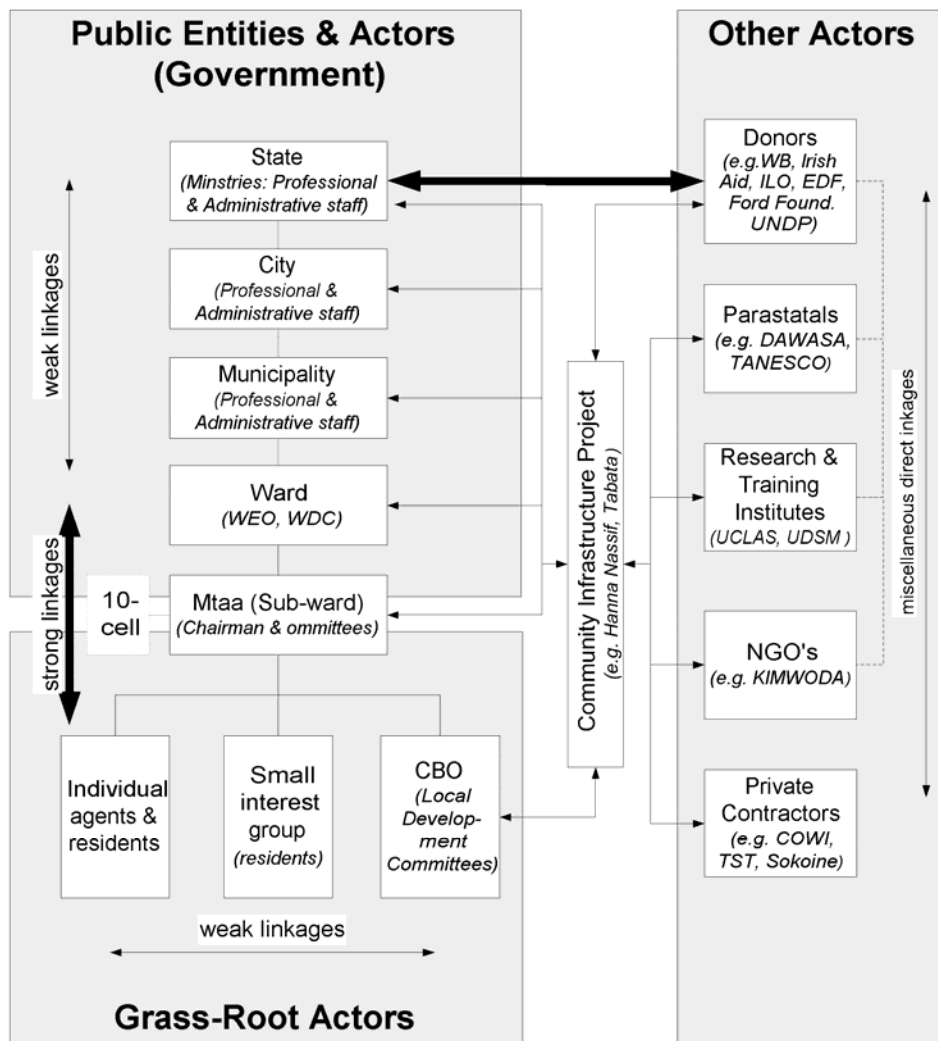 Public Entities & Actors
(Government)
State
(Minstries: Professional
& Administrative staff)
City
(Professional &
Administrative staff)
Municipality
(Professional &
Administrative staff)
Ward
(WEO, WDC)
Mtaa (Sub-ward)
(Chairman & ommittees)
10-
cell
weak linkages
strong linkages
Individual
agents &
residents
Small
interest
group
(residents)
CBO
(Local
Develop-
ment
Committees)
weak linkages
Grass-Root Actors
Community Infrastructure Project
(e.g. Hanna Nassif, Tabata)
Other Actors
Donors
(e.g.WB, Irish
Aid, ILO, EDF,
Ford Found.
UNDP)
Parastatals
(e.g. DAWASA,
TANESCO)
Research &
Training
Institutes
(UCLAS, UDSM )
NGO's
(e.g. KIMWODA)
Private
Contractors
(e.g. COWI,
TST, Sokoine)
miscellaneous direct inkages